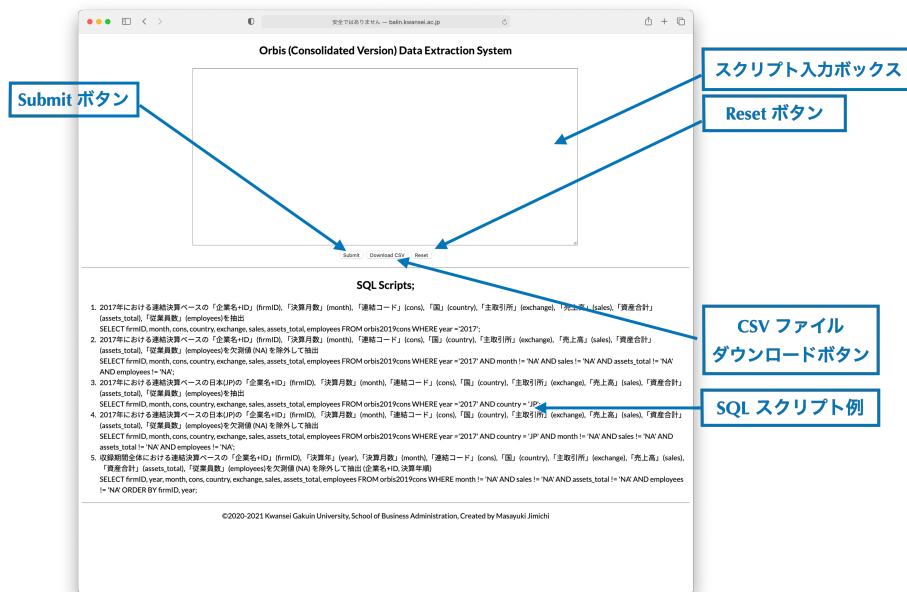 安全ではありません — balin.kwansei.ac.jp
Orbis (Consolidated Version) Data Extraction System
スクリプト入力ボックス
Submit ボタン
Reset ボタン
Submit Download CSV Reset
SQL Scripts;
1. 2017年における連結決算ベースの「企業名+ID」(firmID), 「決算月数」(month), 「連結コード」(cons), 「国」(country), 「主取引所」(exchange), 「売上高」(sales), 「資産合計」
(assets_total), 「従業員数」(employees)を抽出
SELECT firmID, month, cons, country, exchange, sales, assets_total, employees FROM orbis2019cons WHERE year ='2017';
2. 2017年における連結決算ベースの「企業名+ID」(firmID), 「決算月数」(month), 「連結コード」(cons), 「国」(country), 「主取引所」(exchange), 「売上高」(sales), 「資産合計」
(assets_total), 「従業員数」(employees)を欠測値 (NA) を除外して抽出
SELECT firmID, month, cons, country, exchange, sales, assets_total, employees FROM orbis2019cons WHERE year ='2017' AND month != 'NA' AND sales != 'NA' AND assets_total != 'NA'
AND employees != 'NA';
3. 2017年における連結決算ベースの日本(JP)の「企業名+ID」(firmID), 「決算月数」(month), 「連結コード」(cons), 「国」(country), 「主取引所」(exchange), 「売上高」(sales), 「資産合計」
(assets_total), 「従業員数」(employees)を抽出
SELECT firmID, month, cons, country, exchange, sales, assets_total, employees FROM orbis2019cons WHERE year ='2017' AND country = 'JP';
4. 2017年における連結決算ベースの日本(JP)の「企業名+ID」(firmID), 「決算月数」(month), 「連結コード」(cons), 「国」(country), 「主取引所」(exchange), 「売上高」(sales), 「資産合計」
(assets_total), 「従業員数」(employees)を欠測値 (NA) を除外して抽出
SELECT firmID, month, cons, country, exchange, sales, assets_total, employees FROM orbis2019cons WHERE year ='2017' AND country = 'JP' AND month != 'NA' AND sales != 'NA' AND
assets_total != 'NA' AND employees != 'NA';
5. 収録期間全体における連結決算ベースの「企業名+ID」(firmID), 「決算年」(year), 「決算月数」(month), 「連結コード」(cons), 「国」(country), 「主取引所」(exchange), 「売上高」(sales),
「資産合計」(assets_total), 「従業員数」(employees)を欠測値 (NA) を除外して抽出 (企業名+ID, 決算年順)
SELECT firmID, year, month, cons, country, exchange, sales, assets_total, employees FROM orbis2019cons WHERE month != 'NA' AND sales != 'NA' AND assets_total != 'NA' AND employees
!= 'NA' ORDER BY firmID, year;
CSV ファイル
ダウンロードボタン
SQL スクリプト例
©2020-2021 Kwansei Gakuin University, School of Business Administration, Created by Masayuki Jimichi